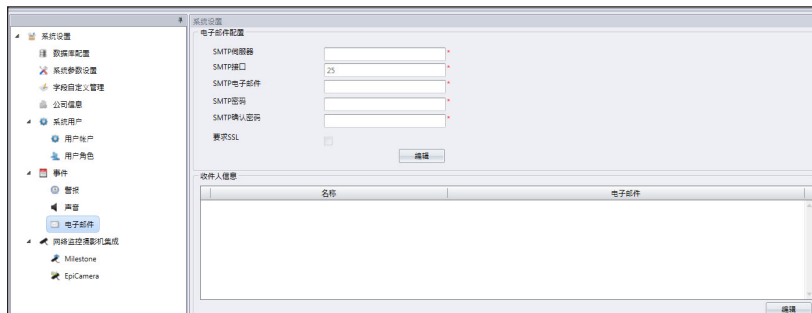 系统设置
数据库配置
系统参数设置
字段自定义管理
公司信息
系统用户
用户帐户
用户角色
事件
警报
声音
电子邮件
网络监控摄影机集成
Milestone
EpiCamera
系统设置
电子邮件配置
SMTP伺服器 *
SMTP接口 25 *
SMTP电子邮件 *
SMTP密码 *
SMTP确认密码 *
要求SSL
编辑
收件人信息
名称 电子邮件
编辑